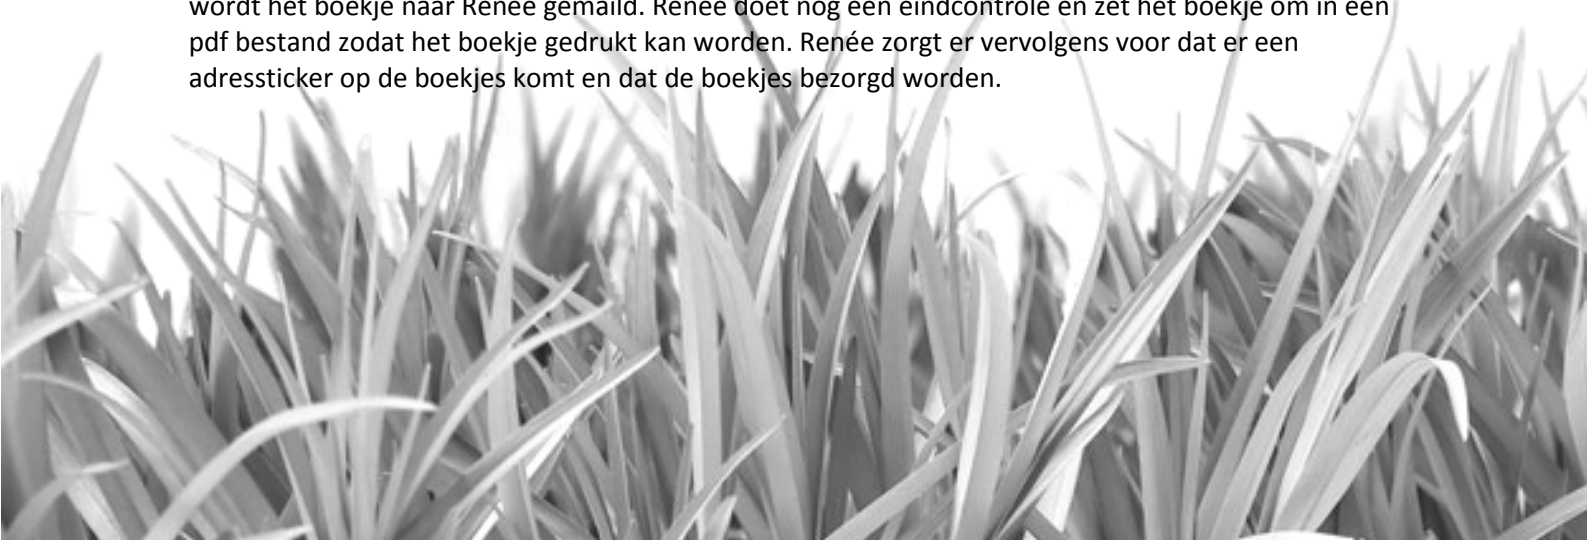 wordt het boekje naar Renée gemaild. Renée doet nog een eindcontrole en zet het boekje om in een
pdf bestand zodat het boekje gedrukt kan worden. Renée zorgt er vervolgens voor dat er een
adressticker op de boekjes komt en dat de boekjes bezorgd worden.